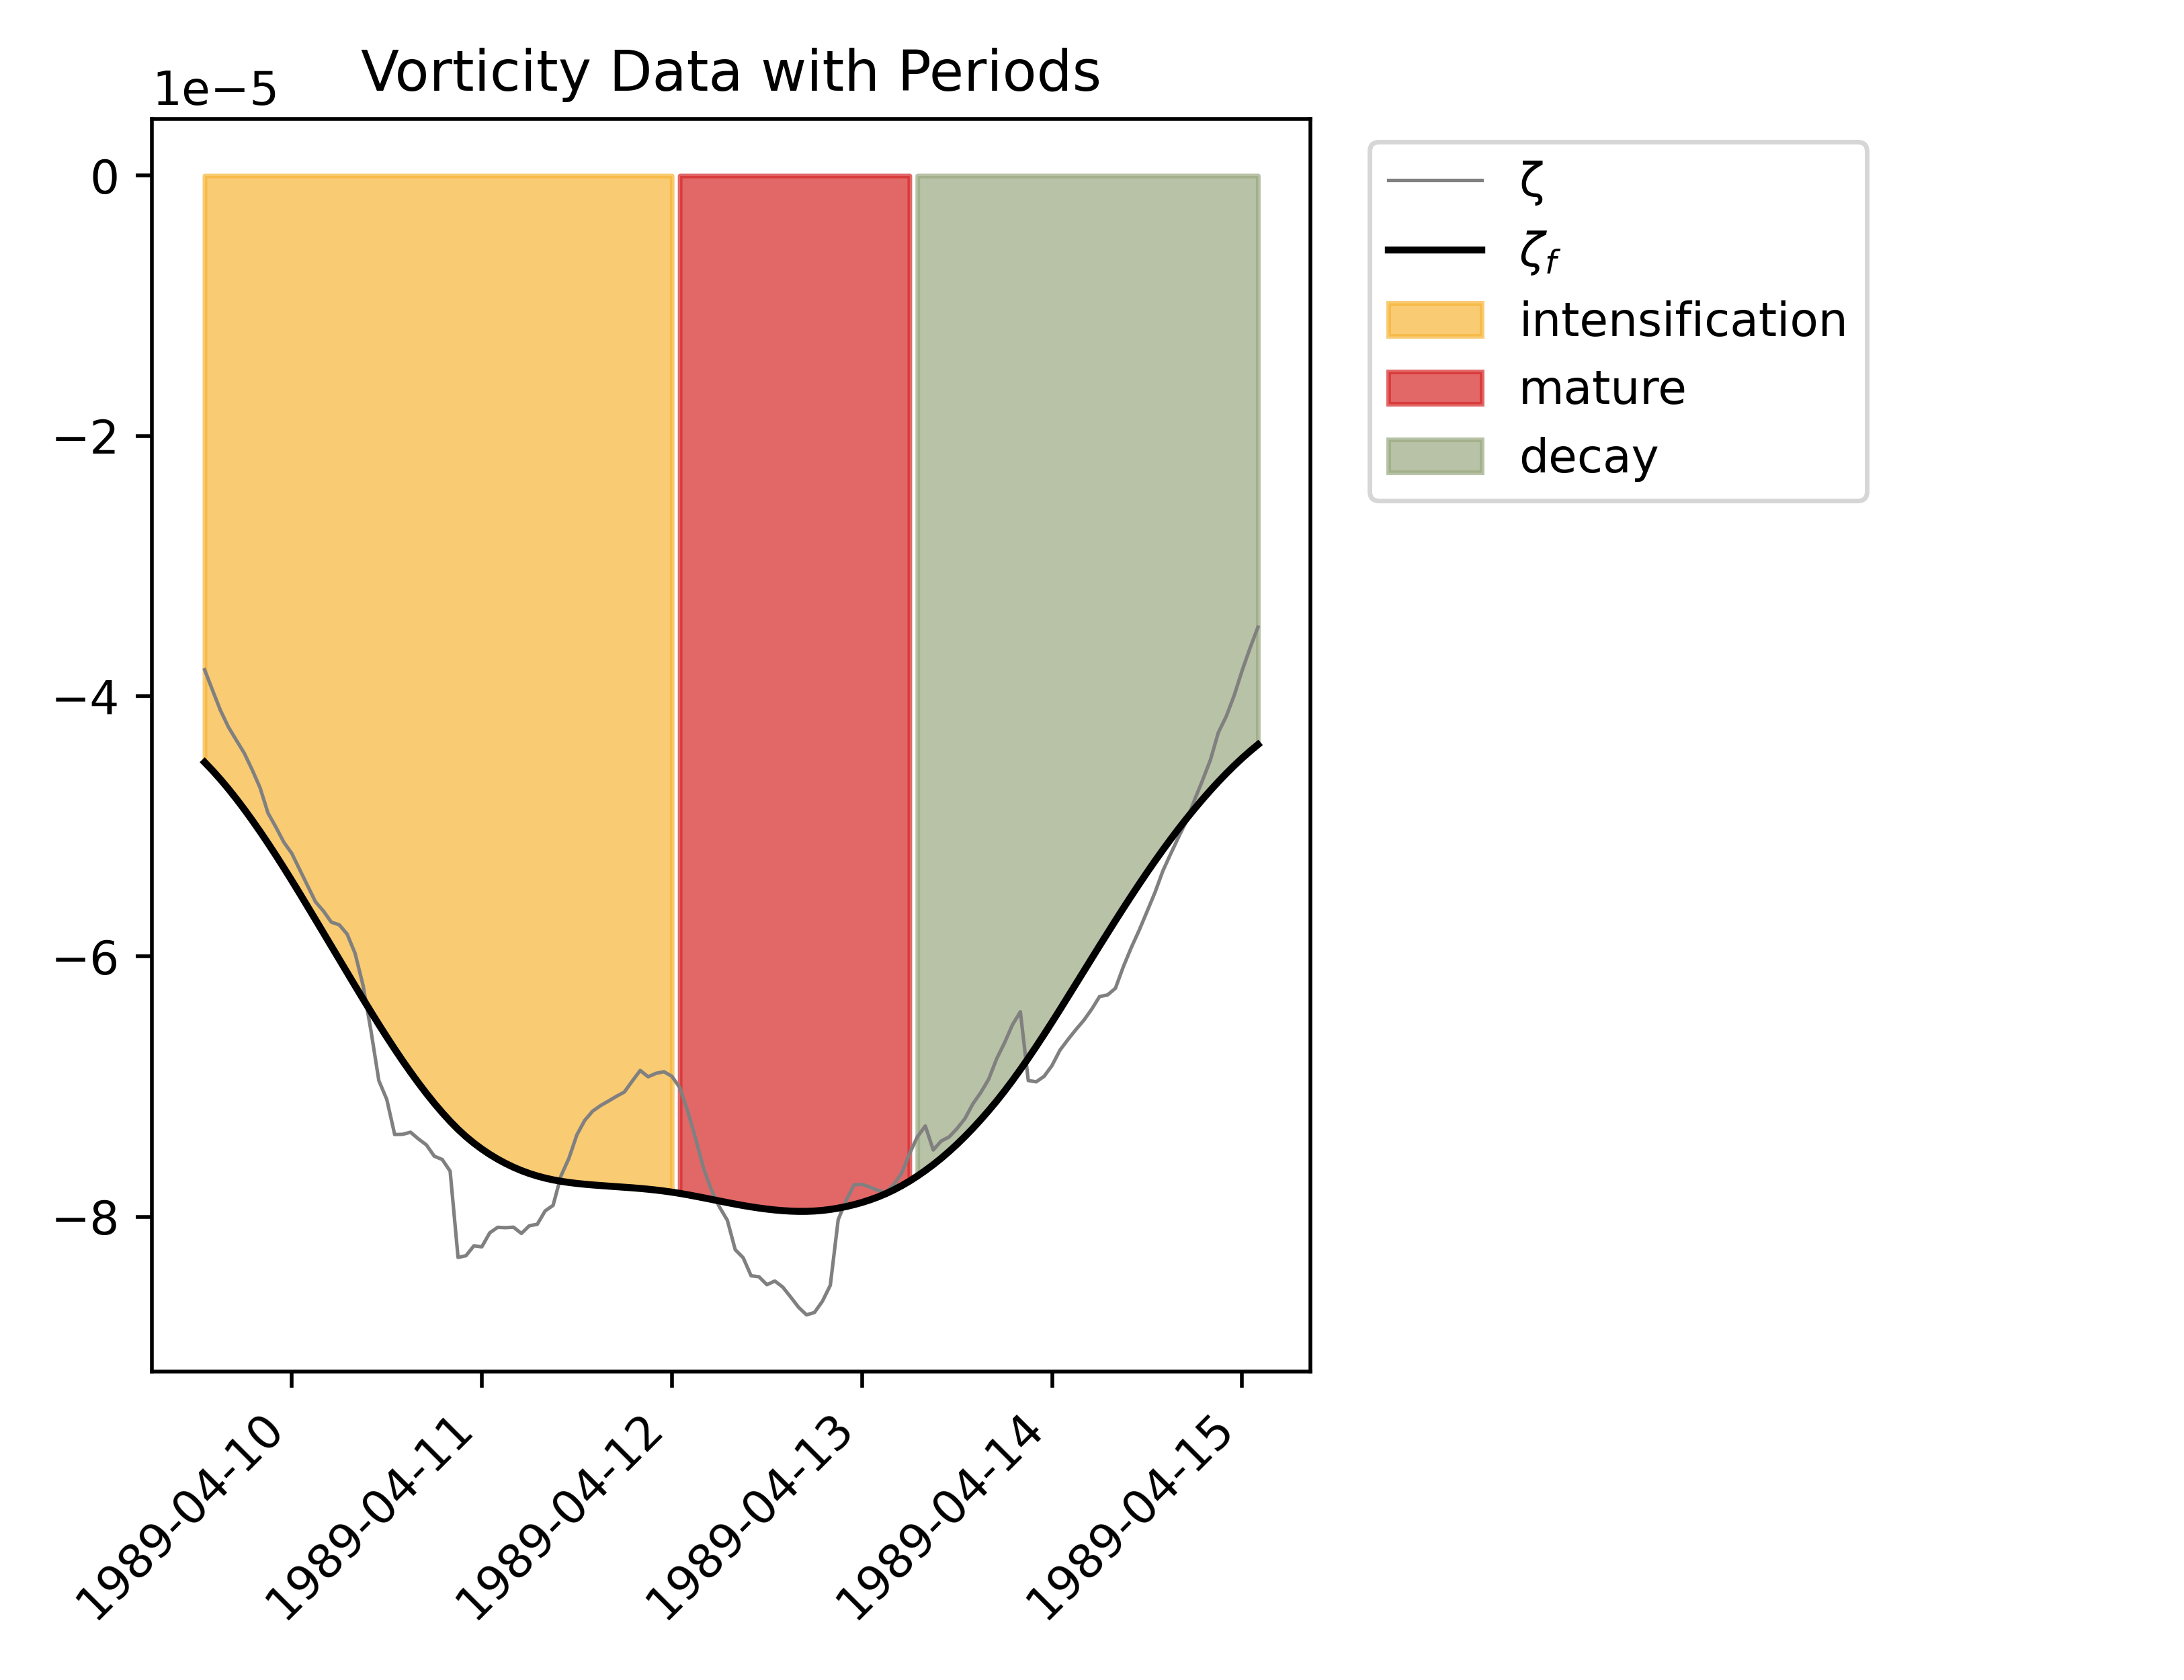 Vorticity Data with Periods
1e−5
0
−2
−4
−6
−8
1989-04-10
1989-04-11
1989-04-12
1989-04-13
1989-04-14
1989-04-15
ζ
ζf
intensification
mature
decay